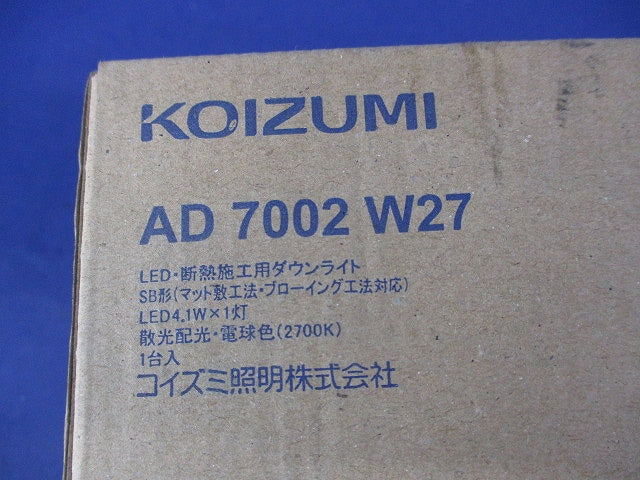 KOIZUMI
AD 7002 W27
LED・断熱施工用ダウンライト
SB形(マット敷工法・ブローイング工法対応)
LED4.1W×1灯
散光配光・電球色(2700K)
1台入
コイズミ照明株式会社